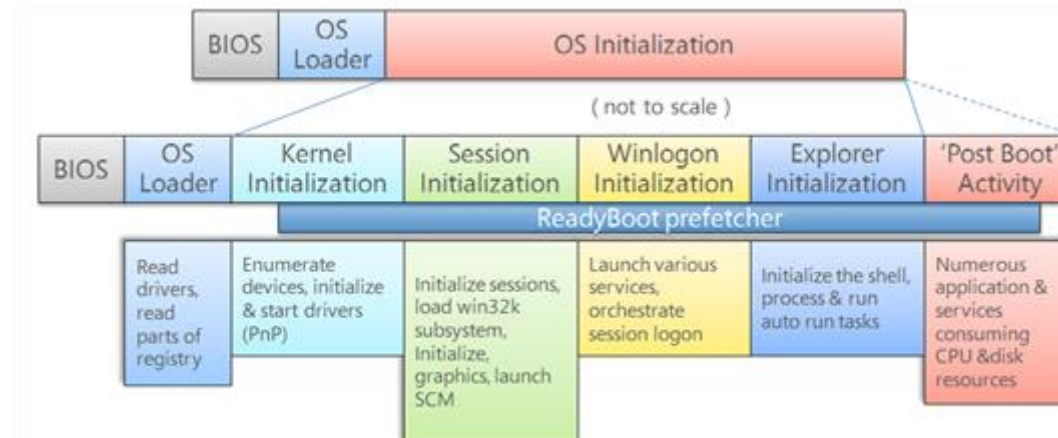 BIOS
OS
Loader
OS Initialization
( not to scale )
BIOS
OS
Loader
Kernel
Initialization
Session
Initialization
Winlogon
Initialization
Explorer
Initialization
‘Post Boot’
Activity
ReadyBoot prefetcher
Read
drivers,
read
parts of
registry
Enumerate
devices, initialize
& start drivers
(PnP)
Initialize sessions,
load win32k
subsystem,
Initialize,
graphics, launch
SCM
Launch various
services,
orchestrate
session logon
Initialize the shell,
process & run
auto run tasks
Numerous
application &
services
consuming
CPU &disk
resources